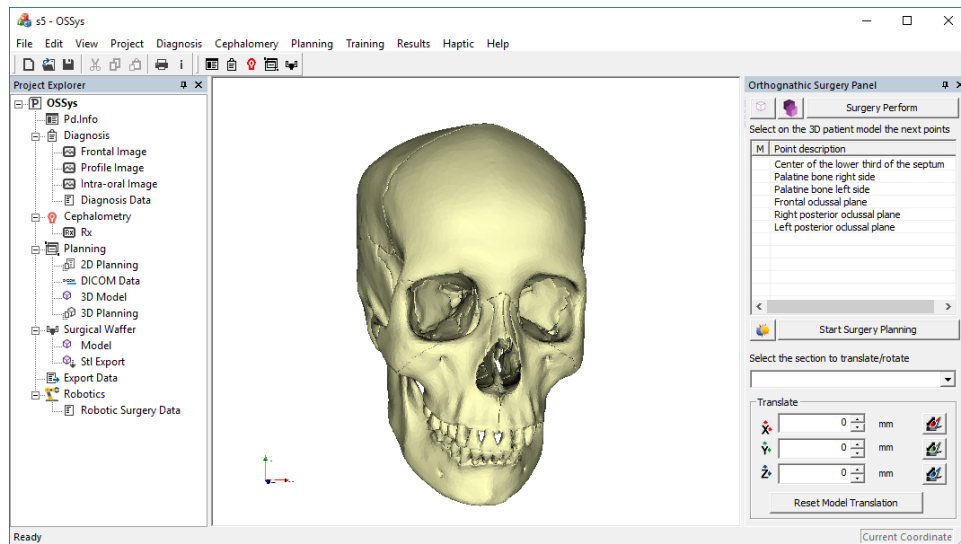 s5 - OSSys
File Edit View Project Diagnosis Cephalomery Planning Training Results Haptic Help
Project Explorer
OSSys
Pd.Info
Diagnosis
Frontal Image
Profile Image
Intra-oral Image
Diagnosis Data
Cephalometry
Rx
Planning
2D Planning
DICOM Data
3D Model
3D Planning
Surgical Waffer
Model
Stl Export
Export Data
Robotics
Robotic Surgery Data
Orthognathic Surgery Panel
Surgery Perform
Select on the 3D patient model the next points
M Point description
Center of the lower third of the septum
Palatine bone right side
Palatine bone left side
Frontal oclussal plane
Right posterior oclussal plane
Left posterior oclussal plane
Start Surgery Planning
Select the section to translate/rotate
Translate
X 0 mm
Y 0 mm
Z 0 mm
Reset Model Translation
Ready
Current Coordinate